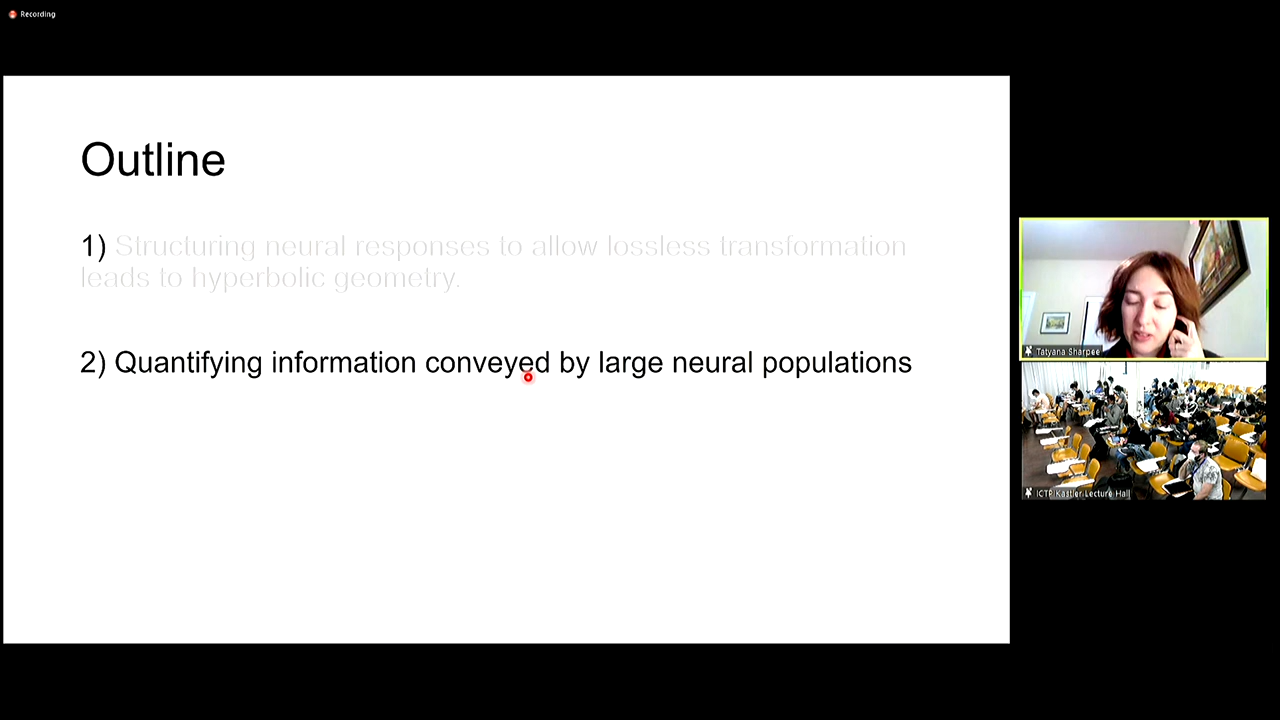 Recording
Outline
1) Structuring neural responses to allow lossless transformation
leads to hyperbolic geometry.
2) Quantifying information conveyed by large neural populations
Tatyana Sharpee
ICTP Kastler Lecture Hall